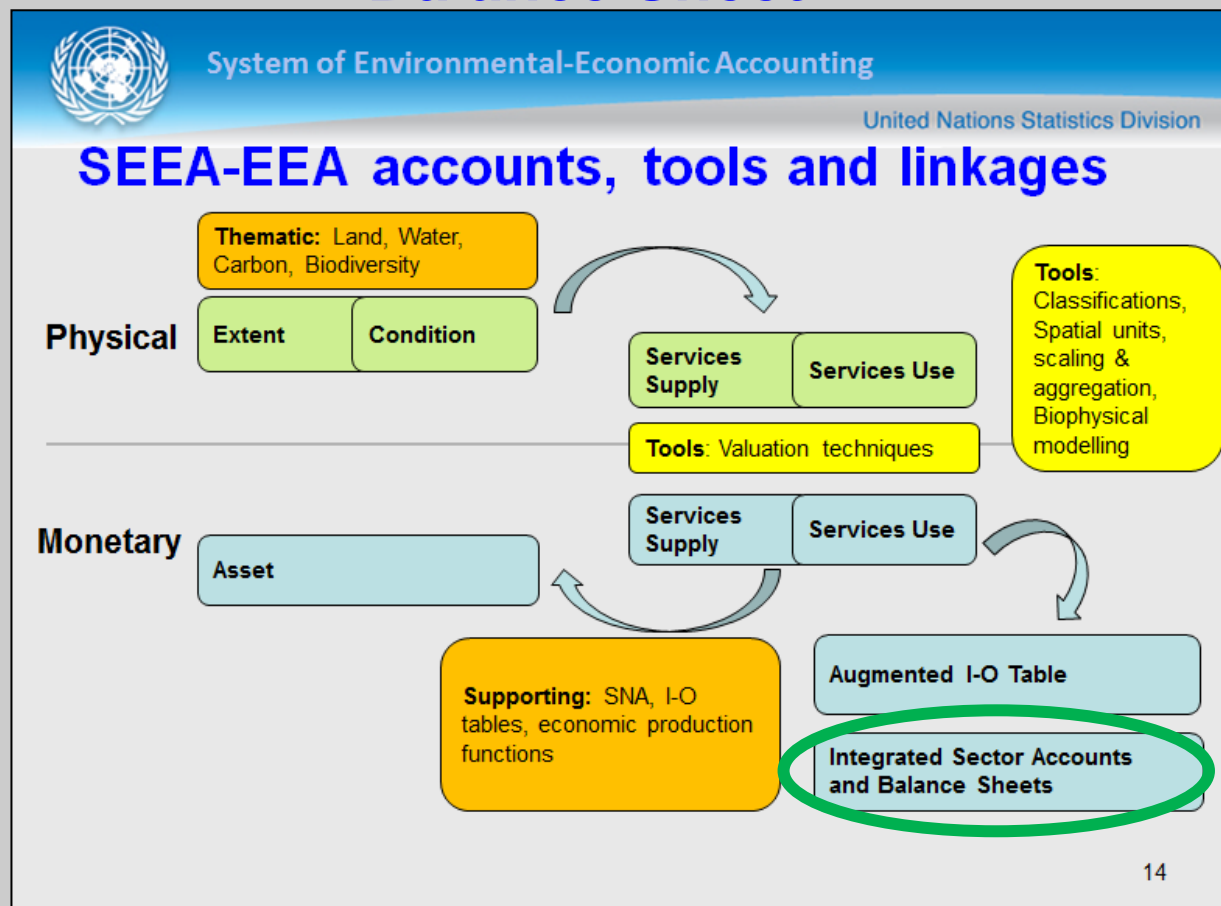 System of Environmental-Economic Accounting
United Nations Statistics Division
SEEA-EEA accounts, tools and linkages
Thematic: Land, Water,
Carbon, Biodiversity
Physical
Extent
Condition
Services
Supply
Services Use
Tools:
Classifications,
Spatial units,
scaling &
aggregation,
Biophysical
modelling
Tools: Valuation techniques
Monetary
Asset
Services
Supply
Services Use
Supporting: SNA, I-O
tables, economic production
functions
Augmented I-O Table
Integrated Sector Accounts
and Balance Sheets
14